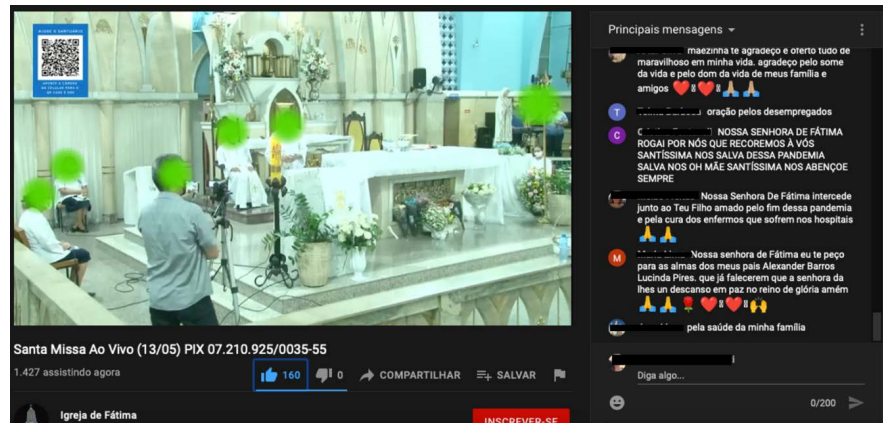 AJUDE O SANTUÁRIO
Santa Missa Ao Vivo (13/05) PIX 07.210.925/0035-55
1.427 assistindo agora
160
0
COMPARTILHAR
SALVAR
Igreja de Fátima
INSCREVER-SE
Principais mensagens
maezinha te agradeço e oferto tudo de
maravilhoso em minha vida. agradeço pelo some
da vida e pelo dom da vida de meus família e
amigos
T
oração pelos desempregados
C
NOSSA SENHORA DE FÁTIMA
ROGAI POR NÓS QUE RECOREMOS À VÓS
SANTÍSSIMA NOS SALVA DESSA PANDEMIA
SALVA NOS OH MÃE SANTÍSSIMA NOS ABENÇOE
SEMPRE
Nossa Senhora De Fátima intercede
junto ao Teu Filho amado pelo fim dessa pandemia
e pela cura dos enfermos que sofrem nos hospitais
M
Nossa senhora de Fátima eu te peço
para as almas dos meus pais Alexander Barros
Lucinda Pires. que já falecerem que a senhora da
lhes un descanso em paz no reino de glória amém
pela saúde da minha família
Diga algo...
0/200